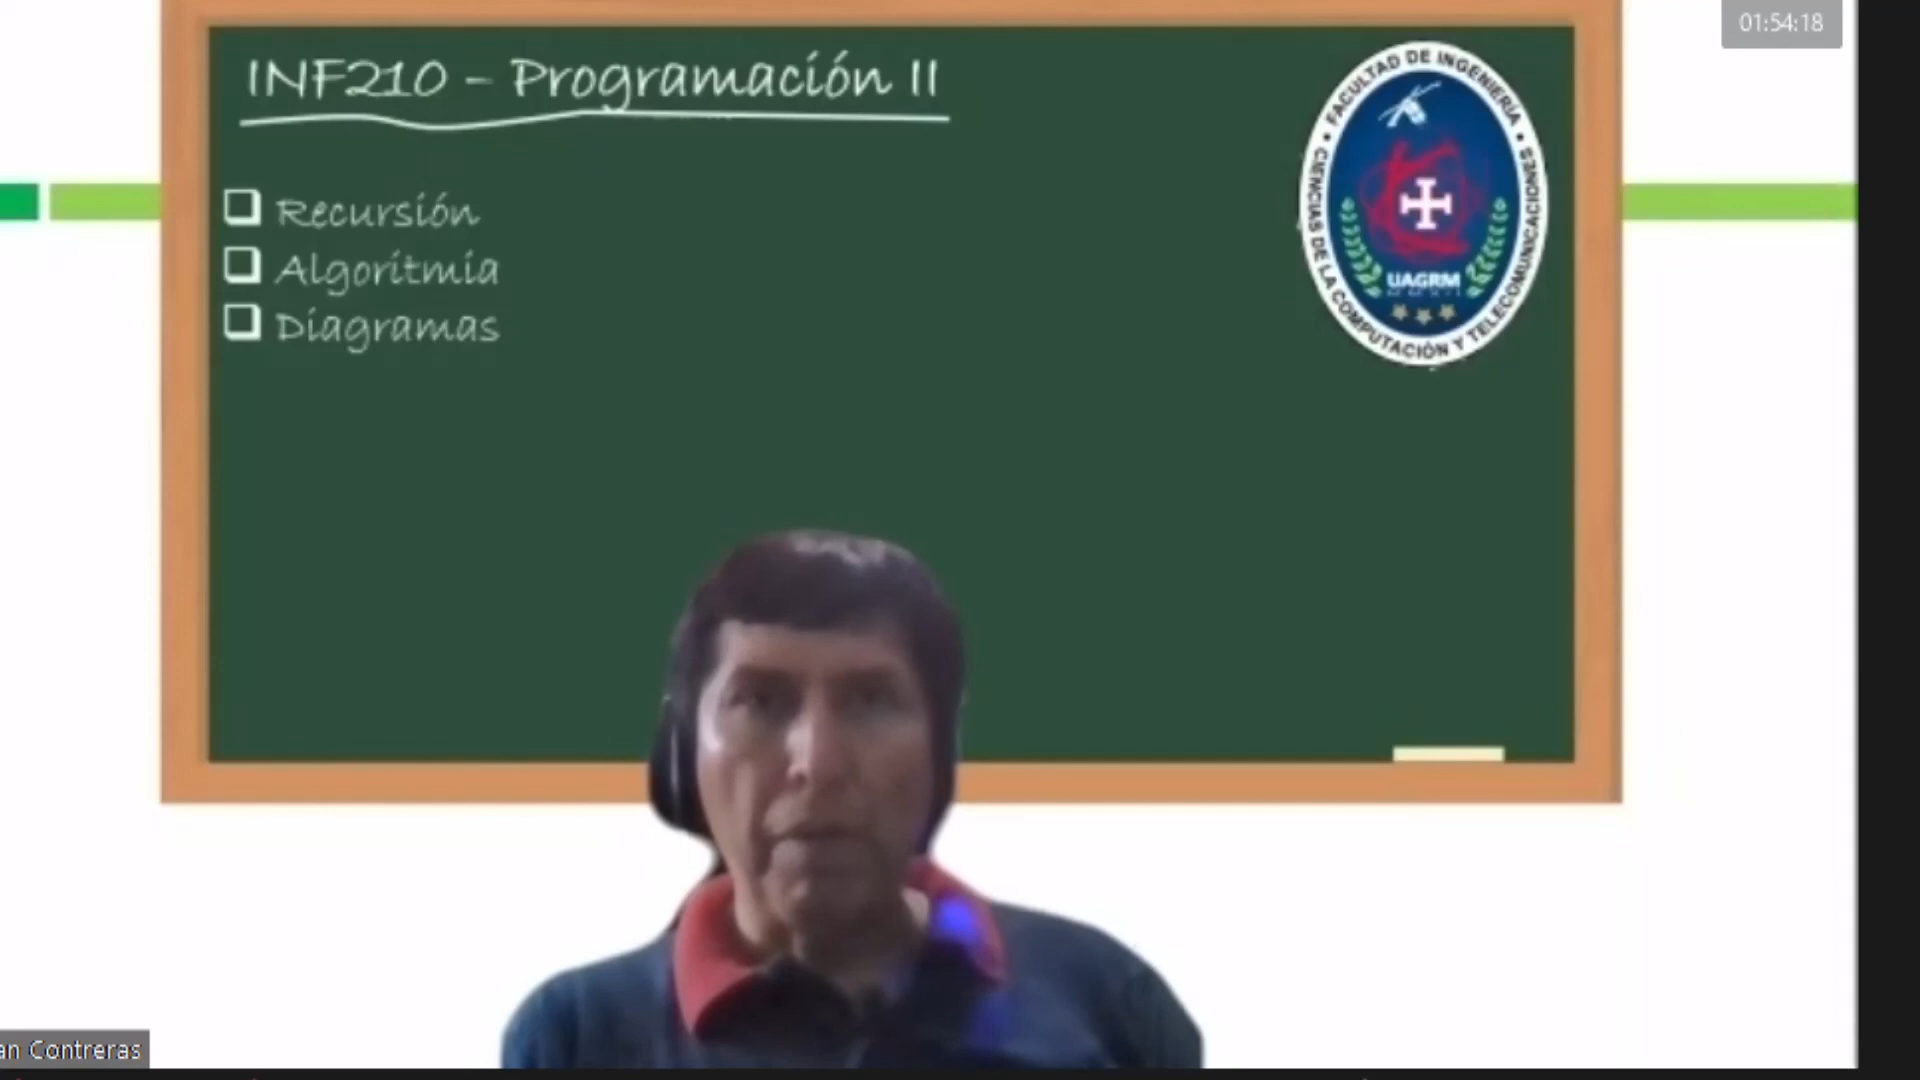 01:54:18
INF210 - Programación II
Recursión
Algoritmia
Diagramas
FACULTAD DE INGENIERÍA
CIENCIAS DE LA COMPUTACIÓN Y TELECOMUNICACIONES
UAGRM
an Contreras